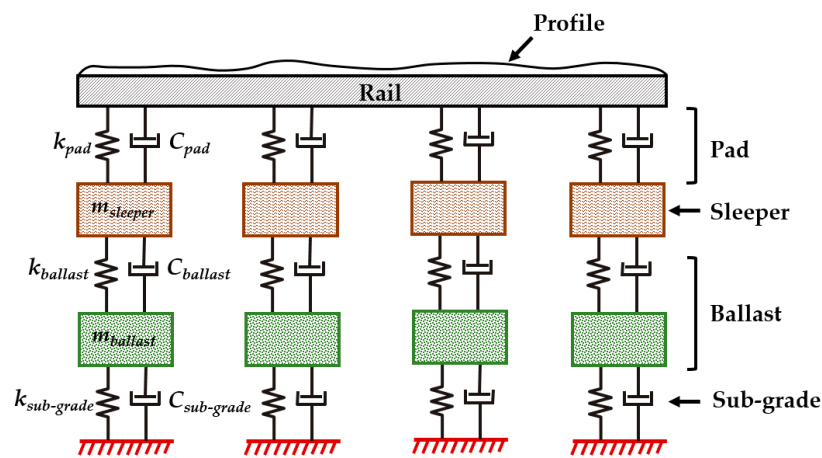 Profile
Rail
k_pad C_pad
Pad
m_sleeper
Sleeper
k_ballast C_ballast
Ballast
m_ballast
k_sub-grade C_sub-grade
Sub-grade